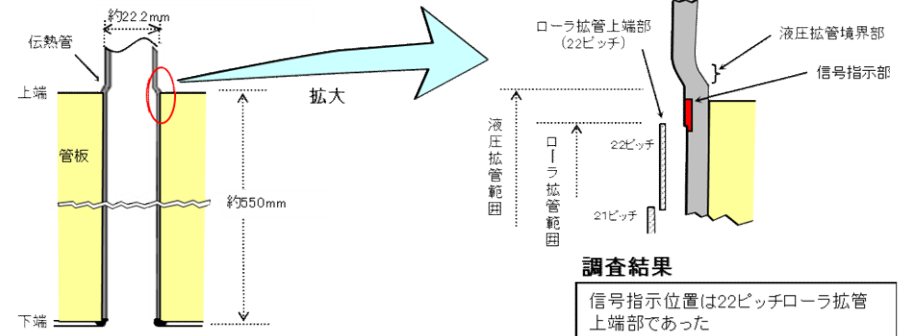 約22.2mm
伝熱管
上端
管板
約550mm
下端
拡大
ローラ拡管上端部
(22ピッチ)
液圧拡管境界部
信号指示部
液圧拡管範囲
ローラ拡管範囲
22ピッチ
21ピッチ
調査結果
信号指示位置は22ピッチローラ拡管
上端部であった